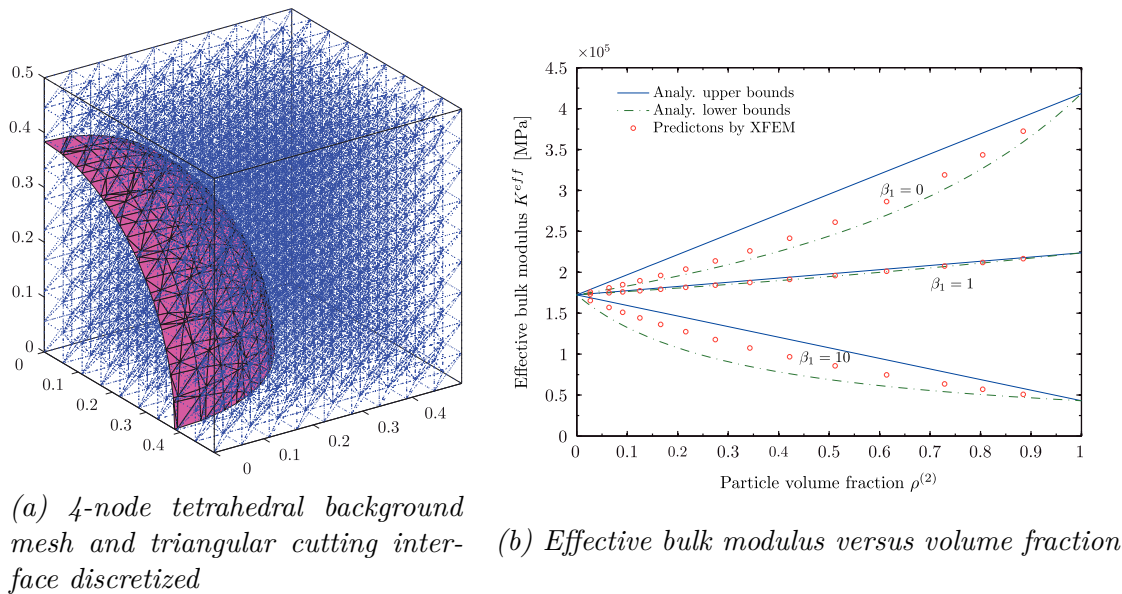 0.5
0.4
0.3
0.2
0.1
0
0
0.1
0.2
0.3
0.4
0
0.1
0.2
0.3
0.4
(a) 4-node tetrahedral background
mesh and triangular cutting inter-
face discretized
×10⁵
4.5
4
3.5
3
2.5
2
1.5
1
0.5
0
Effective bulk modulus K^{eff} [MPa]
Analy. upper bounds
Analy. lower bounds
Predictons by XFEM
β₁ = 0
β₁ = 1
β₁ = 10
0 0.1 0.2 0.3 0.4 0.5 0.6 0.7 0.8 0.9 1
Particle volume fraction ρ⁽²⁾
(b) Effective bulk modulus versus volume fraction